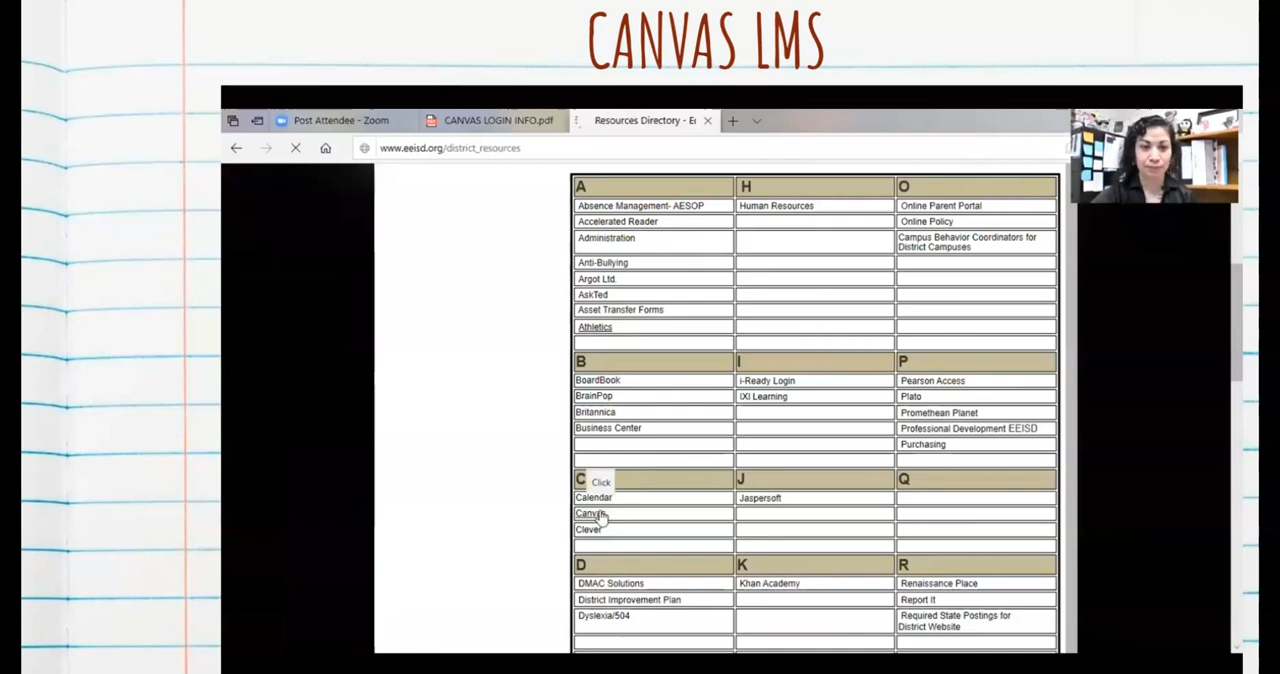 CANVAS LMS
Post Attendee - Zoom
CANVAS LOGIN INFO.pdf
Resources Directory - Ec
www.eeisd.org/district_resources
A H O
Absence Management- AESOP Human Resources Online Parent Portal
Accelerated Reader Online Policy
Administration Campus Behavior Coordinators for
District Campuses
Anti-Bullying
Argot Ltd.
AskTed
Asset Transfer Forms
Athletics
B I P
BoardBook i-Ready Login Pearson Access
BrainPop IXl Learning Plato
Britannica Promethean Planet
Business Center Professional Development EEISD
Purchasing
C Click J Q
Calendar Jaspersoft
Canvas
Clever
D K R
DMAC Solutions Khan Academy Renaissance Place
District Improvement Plan Report It
Dyslexia/504 Required State Postings for
District Website